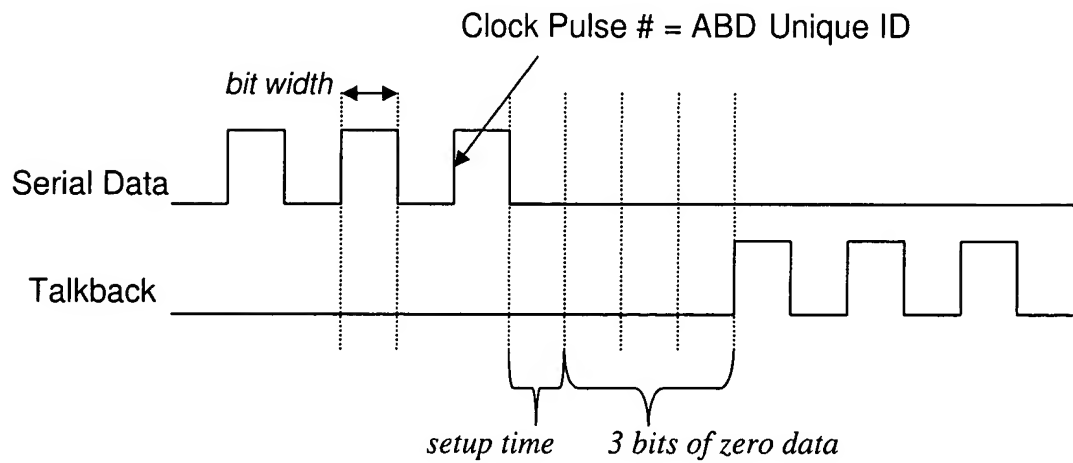 Clock Pulse # = ABD Unique ID
bit width
Serial Data
Talkback
setup time
3 bits of zero data